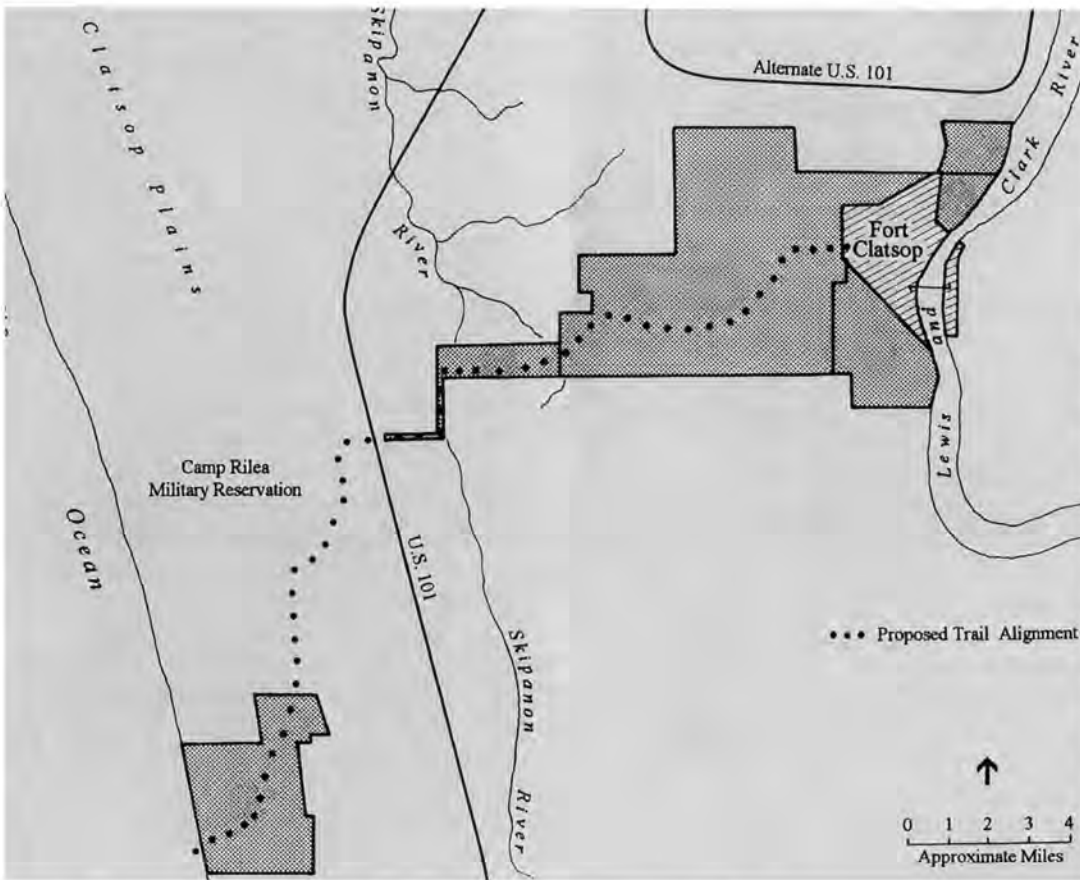 Clatsop Plains
Skipanon
River
Alternate U.S. 101
Lewis and Clark River
Fort
Clatsop
Camp Rilea
Military Reservation
Ocean
U.S. 101
Skipanon
River
Proposed Trail Alignment
0 1 2 3 4
Approximate Miles